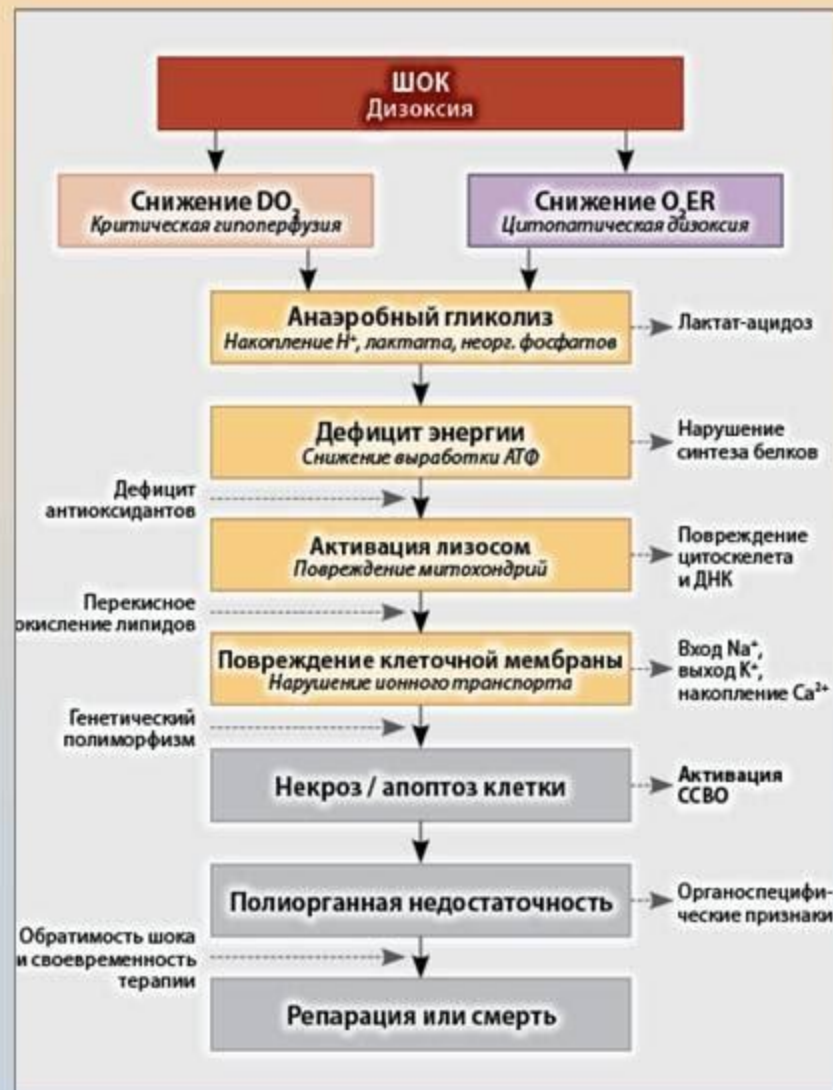 ШОК
Дизоксия
Снижение DO₂
Критическая гипоперфузия
Снижение O₂ER
Цитопатическая дизоксия
Анаэробный гликолиз
Накопление H⁺, лактата, неорг. фосфатов
Лактат-ацидоз
Дефицит энергии
Снижение выработки АТФ
Нарушение
синтеза белков
Дефицит
антиоксидантов
Активация лизосом
Повреждение митохондрий
Повреждение
цитоскелета
и ДНК
Перекисное
окисление липидов
Повреждение клеточной мембраны
Нарушение ионного транспорта
Вход Na⁺,
выход K⁺,
накопление Ca²⁺
Генетический
полиморфизм
Некроз / апоптоз клетки
Активация
ССВО
Полиорганная недостаточность
Органоспецифи-
ческие признаки
Обратимость шока
и своевременность
терапии
Репарация или смерть